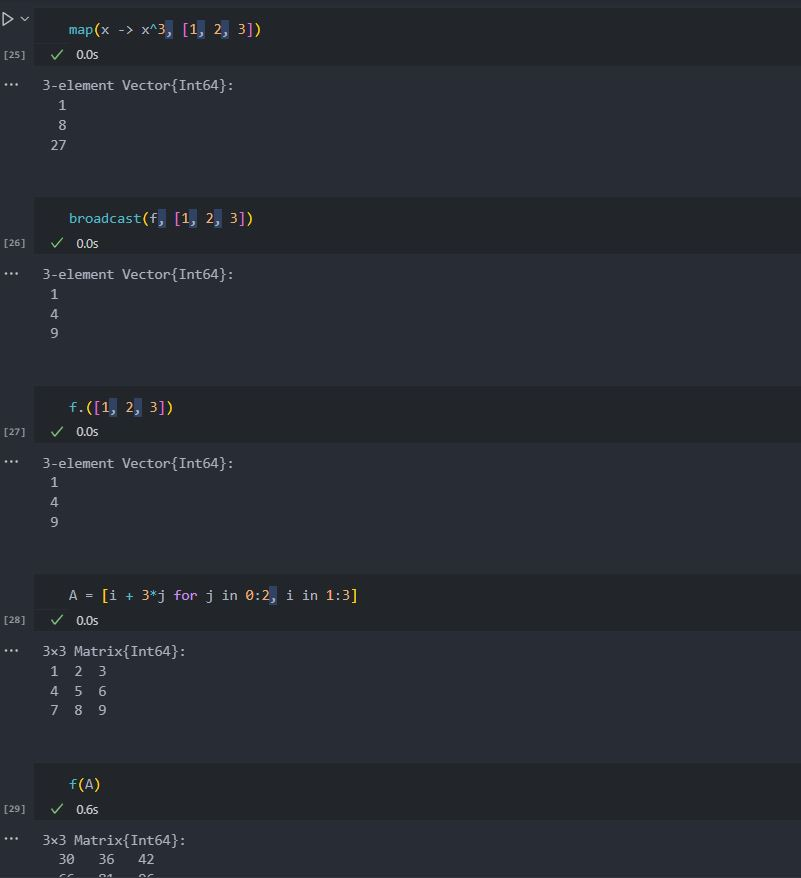 map(x -> x^3, [1, 2, 3])
[25]
0.0s
3-element Vector{Int64}:
1
8
27
broadcast(f, [1, 2, 3])
[26]
0.0s
3-element Vector{Int64}:
1
4
9
f.([1, 2, 3])
[27]
0.0s
3-element Vector{Int64}:
1
4
9
A = [i + 3*j for j in 0:2, i in 1:3]
[28]
0.0s
3×3 Matrix{Int64}:
1 2 3
4 5 6
7 8 9
f(A)
[29]
0.6s
3×3 Matrix{Int64}:
30 36 42